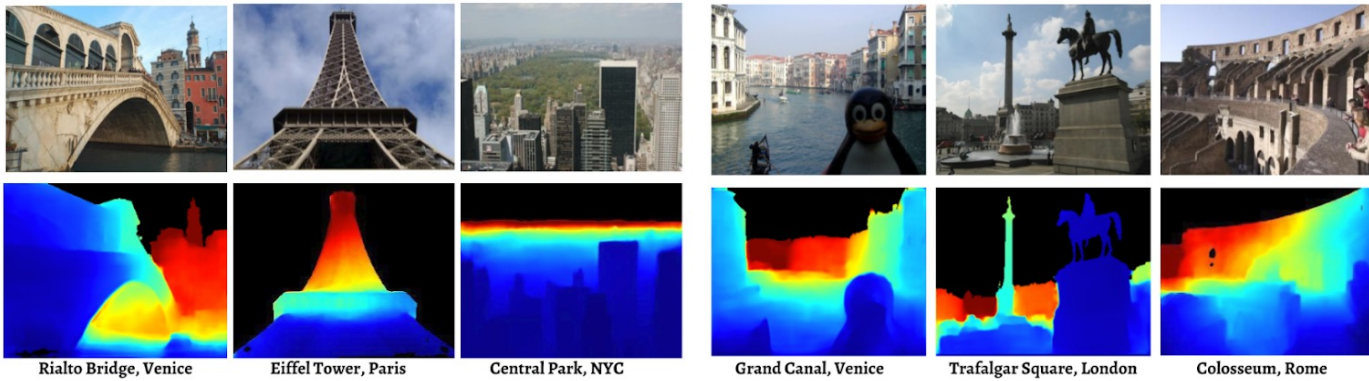 Rialto Bridge, Venice
Eiffel Tower, Paris
Central Park, NYC
Grand Canal, Venice
Trafalgar Square, London
Colosseum, Rome